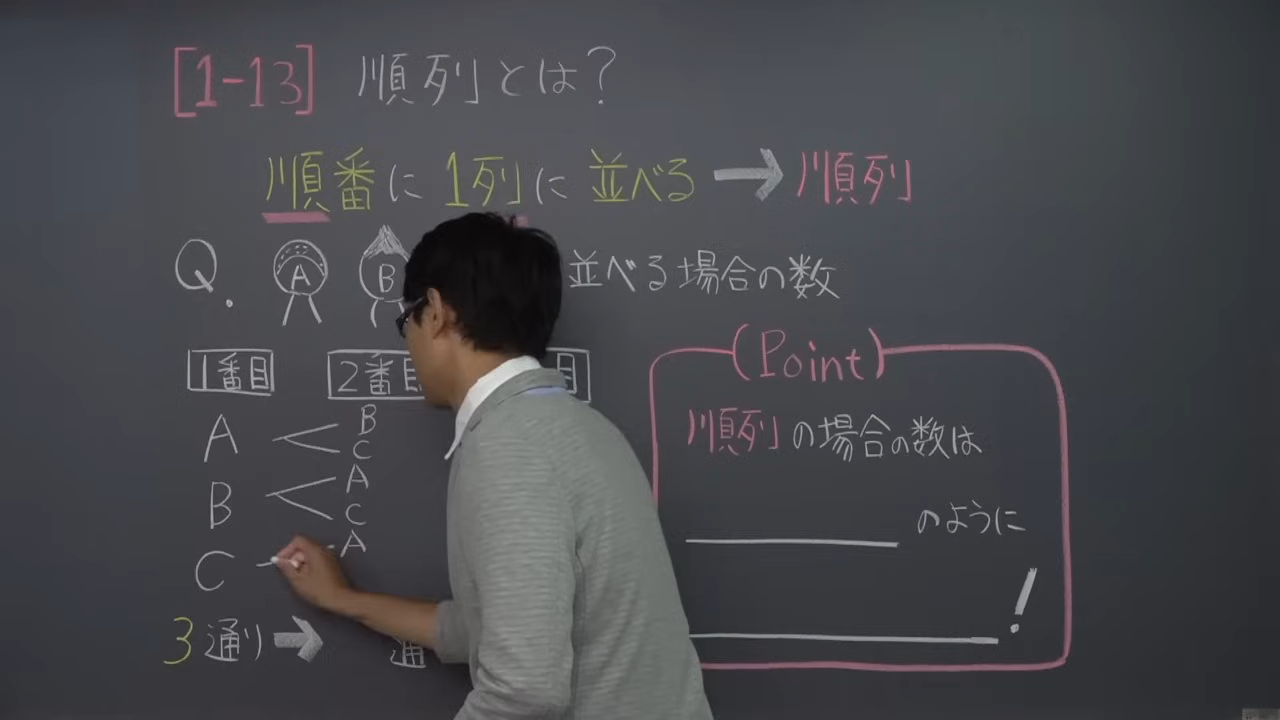 [1-13] 順列とは?
順番に1列に並べる→順列
Q. A B 並べる場合の数
1番目 2番目 目
A < B
C
B < A
C
C A
3通り→ 通
(Point)
順列の場合の数は
のように
!